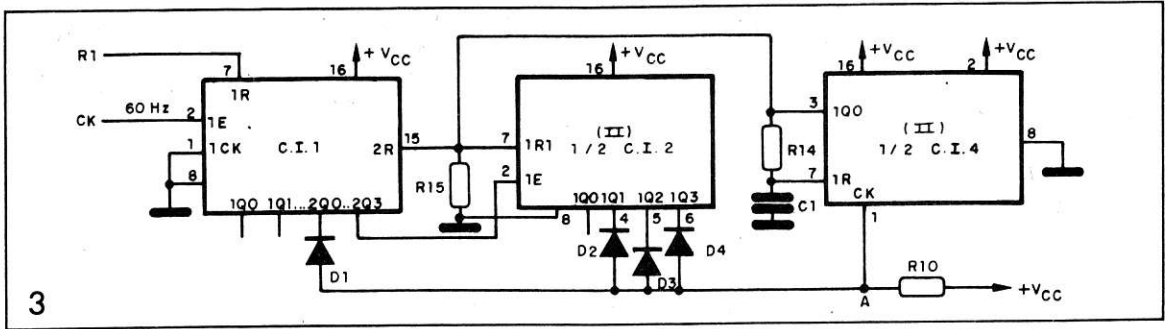 R1
7
1R
16
+VCC
CK
60 Hz
2
1E
1
1CK
8
C.I.1
2R
15
1Q0
1Q1...2Q0..2Q3
D1
R15
16
+VCC
7
1R1
2
1E
(II)
1/2 C.I.2
1Q0
1Q1
1Q2
1Q3
8
4
5
6
D2
D3
D4
+VCC
16
+VCC
2
3
1Q0
R14
7
1R
C1
(II)
1/2 C.I.4
8
CK
1
A
R10
+VCC
3